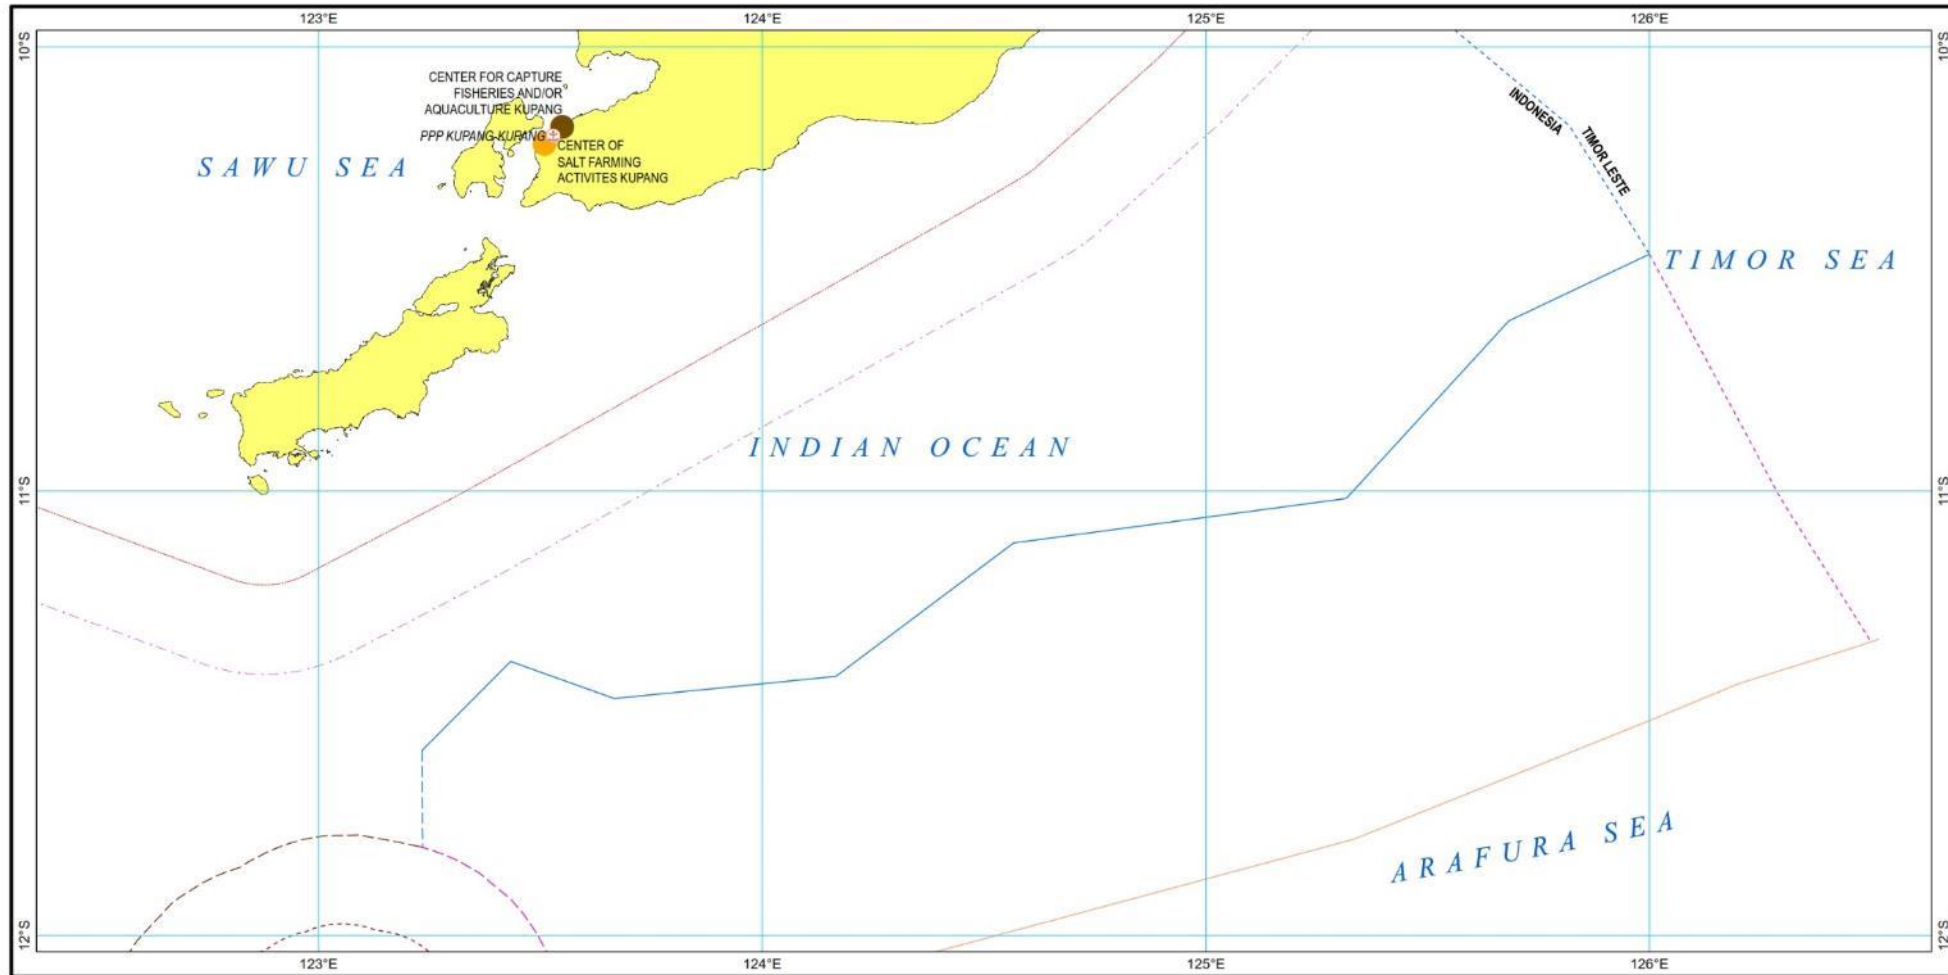 123°E
124°E
125°E
126°E
10°S
10°S
CENTER FOR CAPTURE
FISHERIES AND/OR
AQUACULTURE KUPANG
PPP KUPANG-KUPANG
CENTER OF
SALT FARMING
ACTIVITES KUPANG
SAWU SEA
INDONESIA
TIMOR LESTE
TIMOR SEA
INDIAN OCEAN
11°S
11°S
ARAFURA SEA
12°S
12°S
123°E
124°E
125°E
126°E